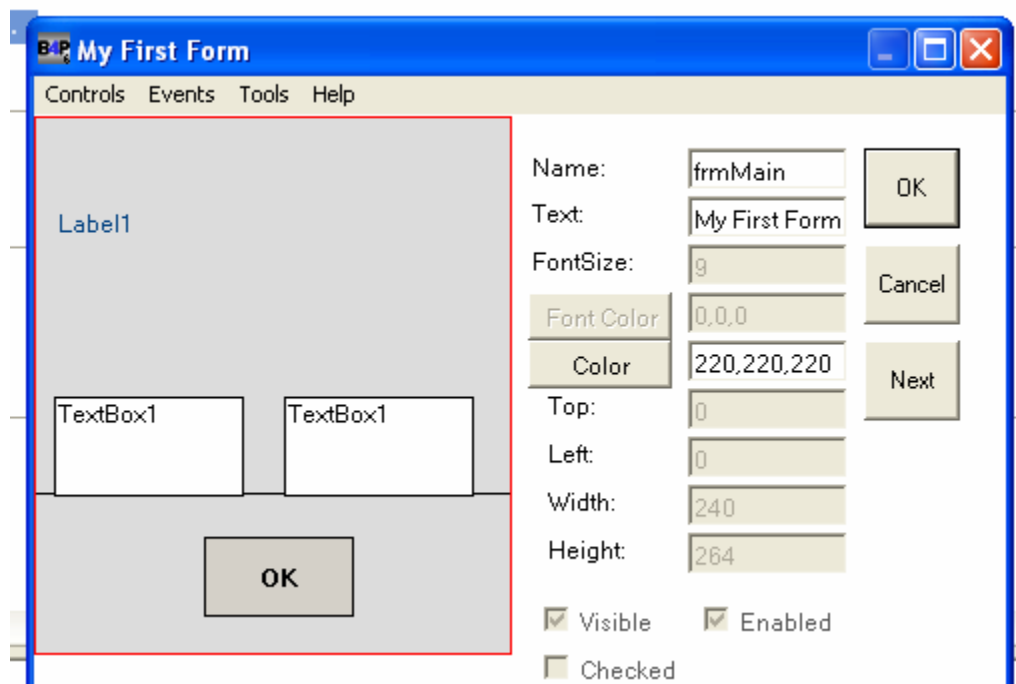 B4P My First Form
6
Controls Events Tools Help
Label1
TextBox1 TextBox1
OK
Name: frmMain
Text: My First Form
FontSize: 9
Font Color 0,0,0
Color 220,220,220
Top: 0
Left: 0
Width: 240
Height: 264
Visible Enabled
Checked
OK
Cancel
Next